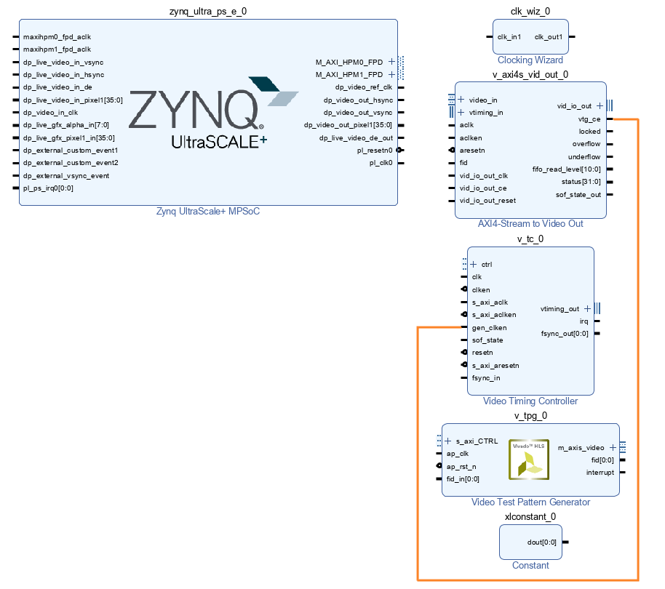 zynq_ultra_ps_e_0
maxihpm0_fpd_aclk
maxihpm1_fpd_aclk
dp_live_video_in_vsync
dp_live_video_in_hsync
dp_live_video_in_de
dp_live_video_in_pixel1[35:0]
dp_video_in_clk
dp_live_gfx_alpha_in[7:0]
dp_live_gfx_pixel1_in[35:0]
dp_external_custom_event1
dp_external_custom_event2
dp_external_vsync_event
pl_ps_irq0[0:0]
ZYNQ
UltraSCALE+
M_AXI_HPM0_FPD
M_AXI_HPM1_FPD
dp_video_ref_clk
dp_video_out_hsync
dp_video_out_vsync
dp_video_out_pixel1[35:0]
dp_live_video_de_out
pl_resetn0
pl_clk0
Zynq UltraScale+ MPSoC
clk_wiz_0
clk_in1 clk_out1
Clocking Wizard
v_axi4s_vid_out_0
video_in
vtiming_in
aclk
aclken
aresetn
fid
vid_io_out_clk
vid_io_out_ce
vid_io_out_reset
vid_io_out
vtg_ce
locked
overflow
underflow
fifo_read_level[10:0]
status[31:0]
sof_state_out
AXI4-Stream to Video Out
v_tc_0
ctrl
clk
clken
s_axi_aclk
s_axi_aclken
gen_clken
sof_state
resetn
s_axi_aresetn
fsync_in
vtiming_out
irq
fsync_out[0:0]
Video Timing Controller
v_tpg_0
s_axi_CTRL
ap_clk
ap_rst_n
fid_in[0:0]
Vivado HLS
m_axis_video
fid[0:0]
interrupt
Video Test Pattern Generator
xlconstant_0
dout[0:0]
Constant